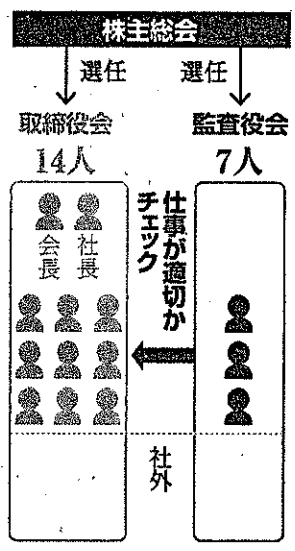 株主総会
選任
選任
取締役会
14人
監査役会
7人
会長
社長
仕事が適切か
チェック
社外